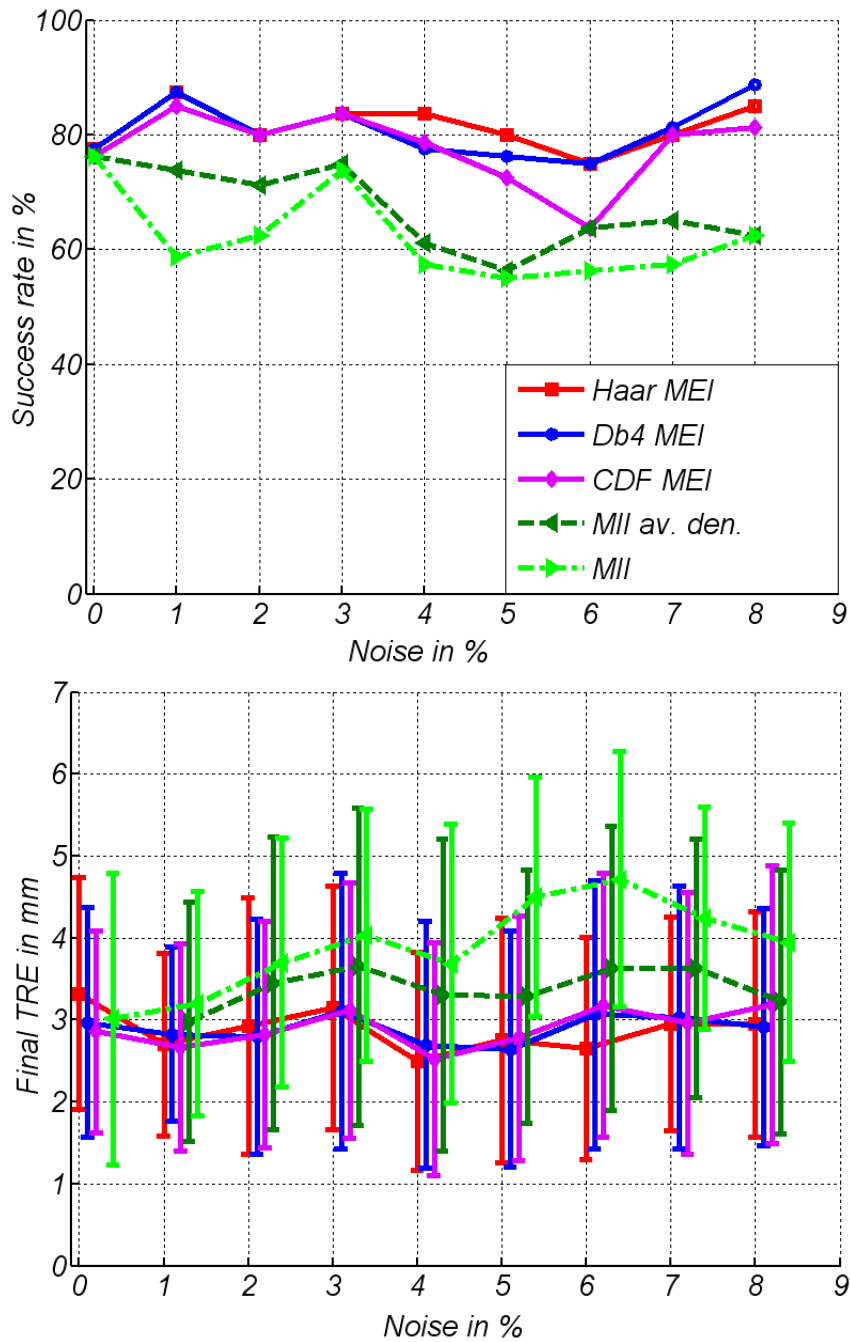 100
80
60
40
20
0
Success rate in %
Haar MEI
Db4 MEI
CDF MEI
MII av. den.
MII
0 1 2 3 4 5 6 7 8 9
Noise in %
7
6
5
4
3
2
1
0
Final TRE in mm
0 1 2 3 4 5 6 7 8 9
Noise in %